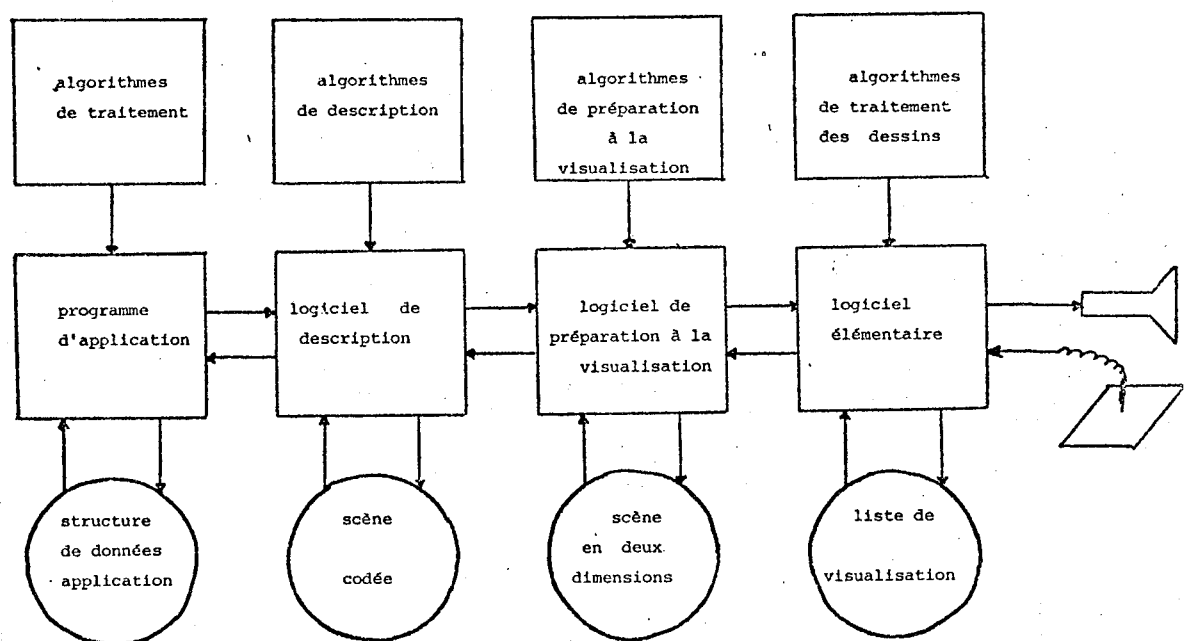 algorithmes
de traitement
algorithmes
de description
algorithmes
de préparation
à la
visualisation
algorithmes
de traitement
des dessins
programme
d'application
logiciel de
description
logiciel de
préparation à la
visualisation
logiciel
élémentaire
structure
de données
application
scène
codée
scène
en deux
dimensions
liste de
visualisation